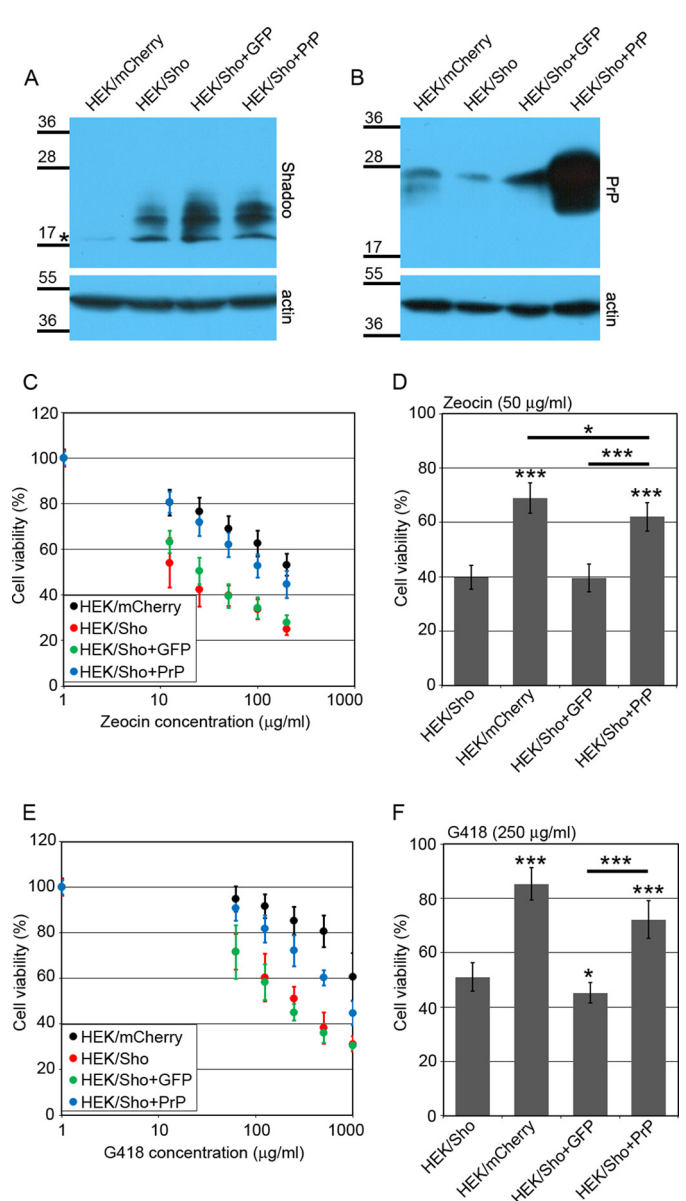 A
HEK/mCherry
HEK/Sho
HEK/Sho+GFP
HEK/Sho+PrP
36
28
17
*
Shadoo
55
36
actin
B
HEK/mCherry
HEK/Sho
HEK/Sho+GFP
HEK/Sho+PrP
36
28
17
PrP
55
36
actin
C
120
100
80
60
40
20
0
Cell viability (%)
HEK/mCherry
HEK/Sho
HEK/Sho+GFP
HEK/Sho+PrP
1
10
100
1000
Zeocin concentration (µg/ml)
D
Zeocin (50 µg/ml)
100
80
60
40
20
0
Cell viability (%)
*
***
***
***
HEK/Sho
HEK/mCherry
HEK/Sho+GFP
HEK/Sho+PrP
E
120
100
80
60
40
20
0
Cell viability (%)
HEK/mCherry
HEK/Sho
HEK/Sho+GFP
HEK/Sho+PrP
1
10
100
1000
G418 concentration (µg/ml)
F
G418 (250 µg/ml)
100
80
60
40
20
0
Cell viability (%)
***
***
***
*
HEK/Sho
HEK/mCherry
HEK/Sho+GFP
HEK/Sho+PrP